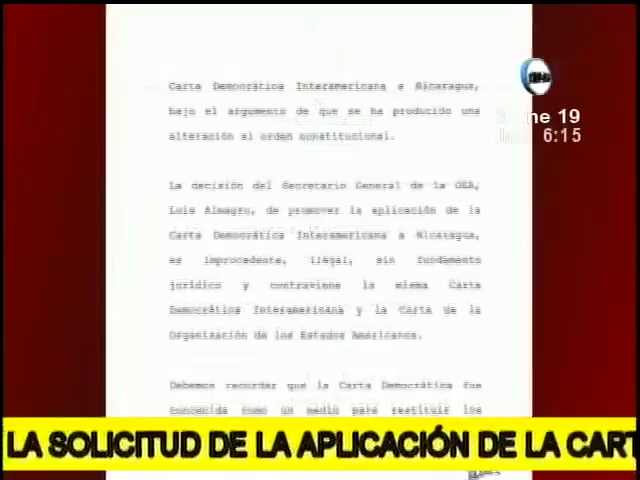 Carta Democrática Interamericana a Nicaragua,
bajo el argumento de que se ha producido una
alteración al orden constitucional.
La decisión del Secretario General de la OEA,
Luis Almagro, de promover la aplicación de la
Carta Democrática Interamericana a Nicaragua,
es improcedente, ilegal, sin fundamento
jurídico y contraviene la misma Carta
Democrática Interamericana y la Carta de la
Organización de los Estados Americanos.
Debemos recordar que la Carta Democrática fue
concebida como un medio para restituir los
ne 19
6:15
LA SOLICITUD DE LA APLICACIÓN DE LA CART